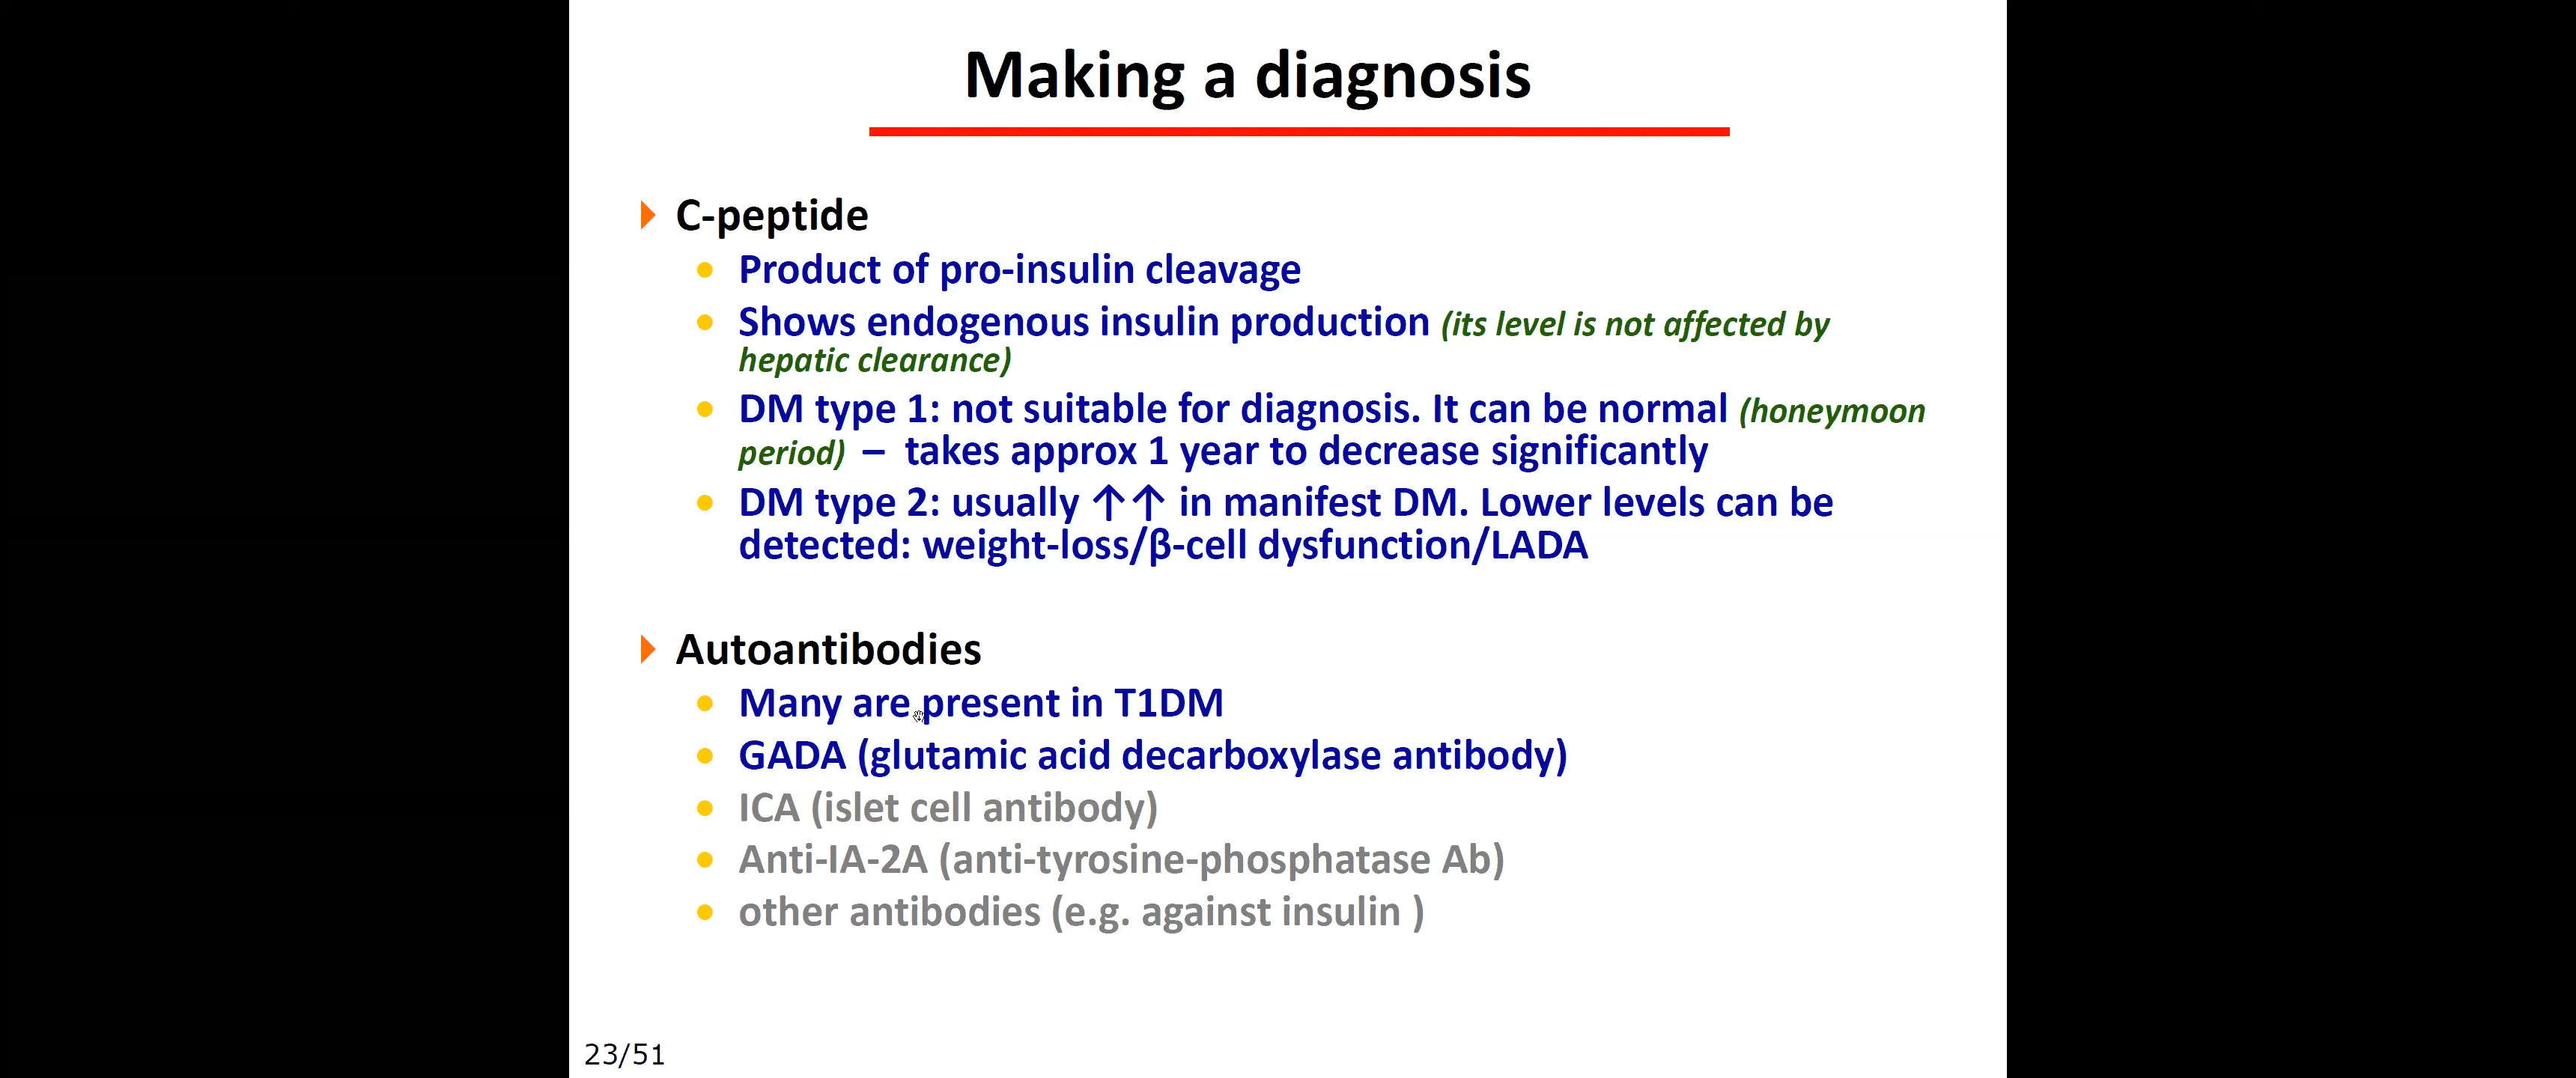 Making a diagnosis
C-peptide
Product of pro-insulin cleavage
Shows endogenous insulin production (its level is not affected by
hepatic clearance)
DM type 1: not suitable for diagnosis. It can be normal (honeymoon
period) – takes approx 1 year to decrease significantly
DM type 2: usually ↑↑ in manifest DM. Lower levels can be
detected: weight-loss/β-cell dysfunction/LADA
Autoantibodies
Many are present in T1DM
GADA (glutamic acid decarboxylase antibody)
ICA (islet cell antibody)
Anti-IA-2A (anti-tyrosine-phosphatase Ab)
other antibodies (e.g. against insulin )
23/51